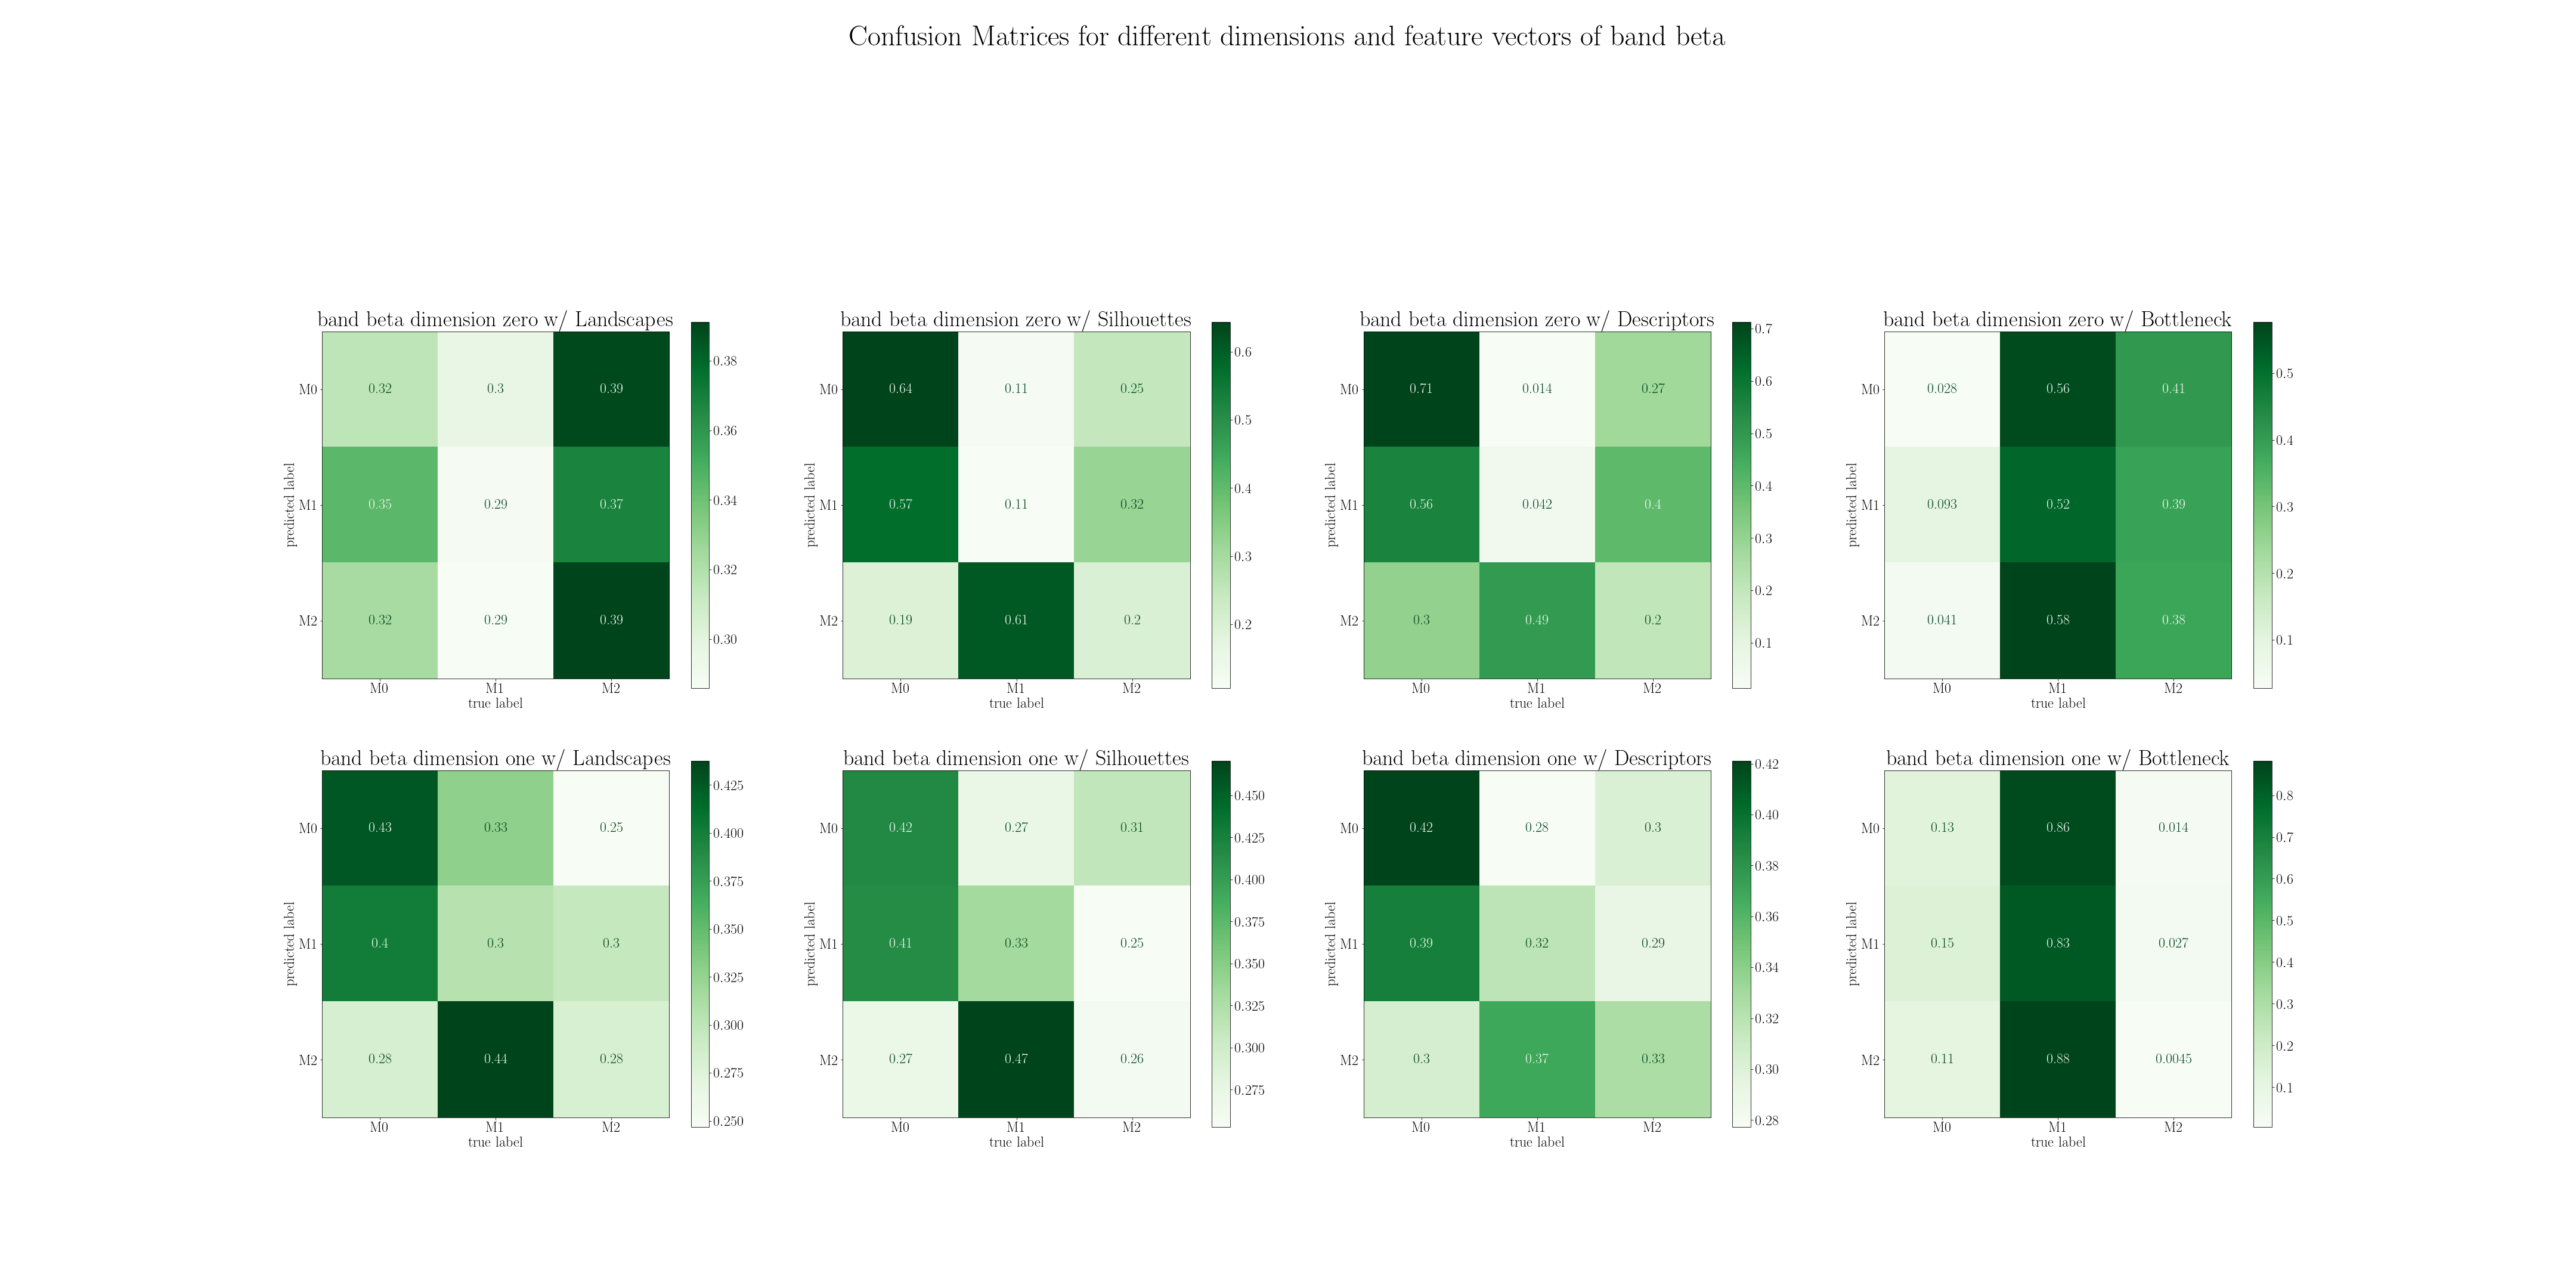 Confusion Matrices for different dimensions and feature vectors of band beta
band beta dimension zero w/ Landscapes
M0 0.32 0.3 0.39
M1 0.35 0.29 0.37
M2 0.32 0.29 0.39
M0 M1 M2
true label
predicted label
0.38
0.36
0.34
0.32
0.30
band beta dimension zero w/ Silhouettes
M0 0.64 0.11 0.25
M1 0.57 0.11 0.32
M2 0.19 0.61 0.2
M0 M1 M2
true label
predicted label
0.6
0.5
0.4
0.3
0.2
band beta dimension zero w/ Descriptors
M0 0.71 0.014 0.27
M1 0.56 0.042 0.4
M2 0.3 0.49 0.2
M0 M1 M2
true label
predicted label
0.7
0.6
0.5
0.4
0.3
0.2
0.1
band beta dimension zero w/ Bottleneck
M0 0.028 0.56 0.41
M1 0.093 0.52 0.39
M2 0.041 0.58 0.38
M0 M1 M2
true label
predicted label
0.5
0.4
0.3
0.2
0.1
band beta dimension one w/ Landscapes
M0 0.43 0.33 0.25
M1 0.4 0.3 0.3
M2 0.28 0.44 0.28
M0 M1 M2
true label
predicted label
0.425
0.400
0.375
0.350
0.325
0.300
0.275
0.250
band beta dimension one w/ Silhouettes
M0 0.42 0.27 0.31
M1 0.41 0.33 0.25
M2 0.27 0.47 0.26
M0 M1 M2
true label
predicted label
0.450
0.425
0.400
0.375
0.350
0.325
0.300
0.275
band beta dimension one w/ Descriptors
M0 0.42 0.28 0.3
M1 0.39 0.32 0.29
M2 0.3 0.37 0.33
M0 M1 M2
true label
predicted label
0.42
0.40
0.38
0.36
0.34
0.32
0.30
0.28
band beta dimension one w/ Bottleneck
M0 0.13 0.86 0.014
M1 0.15 0.83 0.027
M2 0.11 0.88 0.0045
M0 M1 M2
true label
predicted label
0.8
0.7
0.6
0.5
0.4
0.3
0.2
0.1